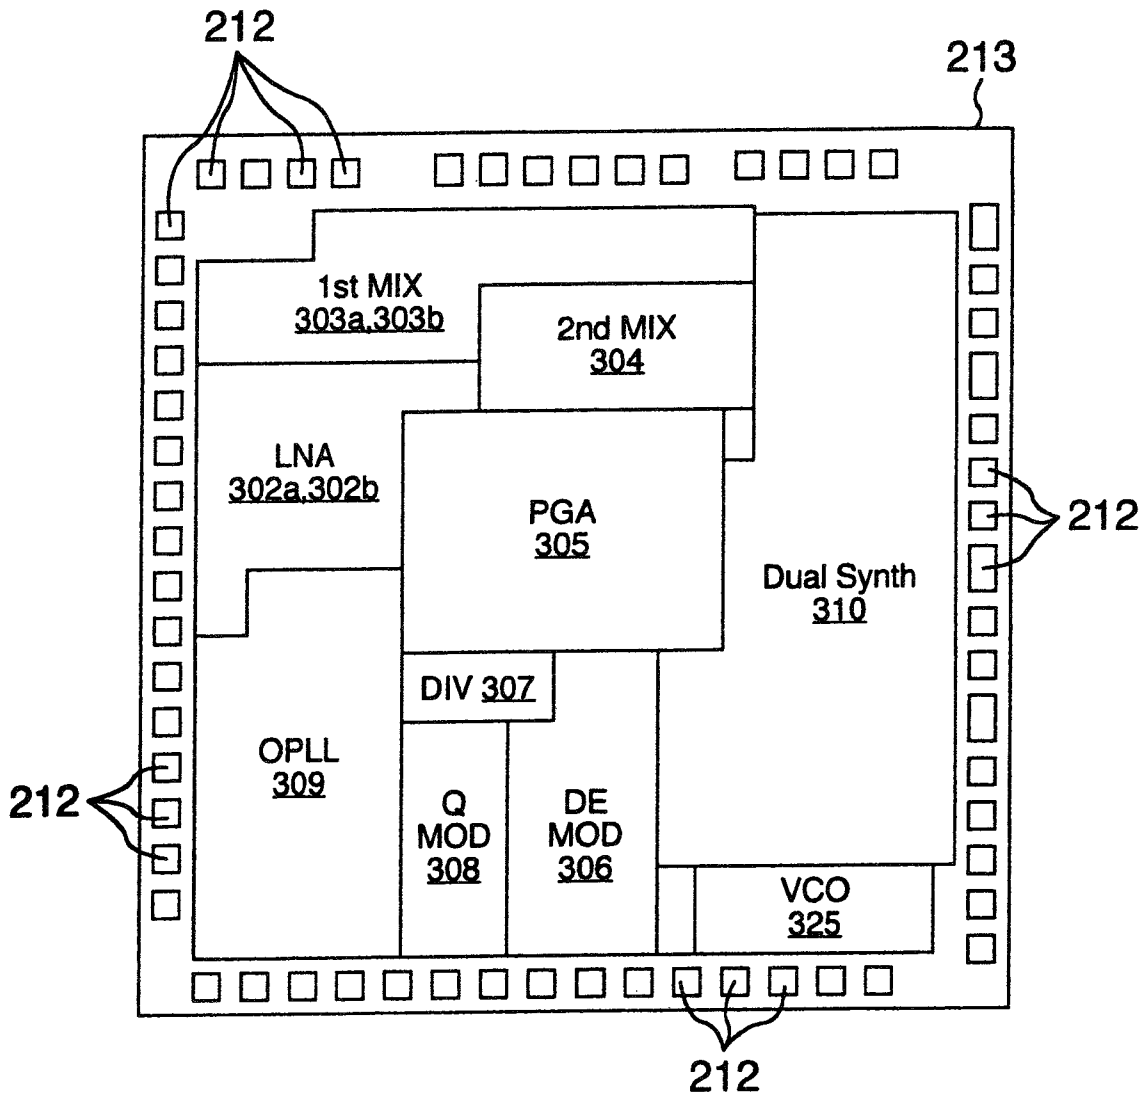 212
213
1st MIX
303a,303b
2nd MIX
304
LNA
302a,302b
PGA
305
212
Dual Synth
310
DIV 307
OPLL
309
212
Q
MOD
308
DE
MOD
306
VCO
325
212